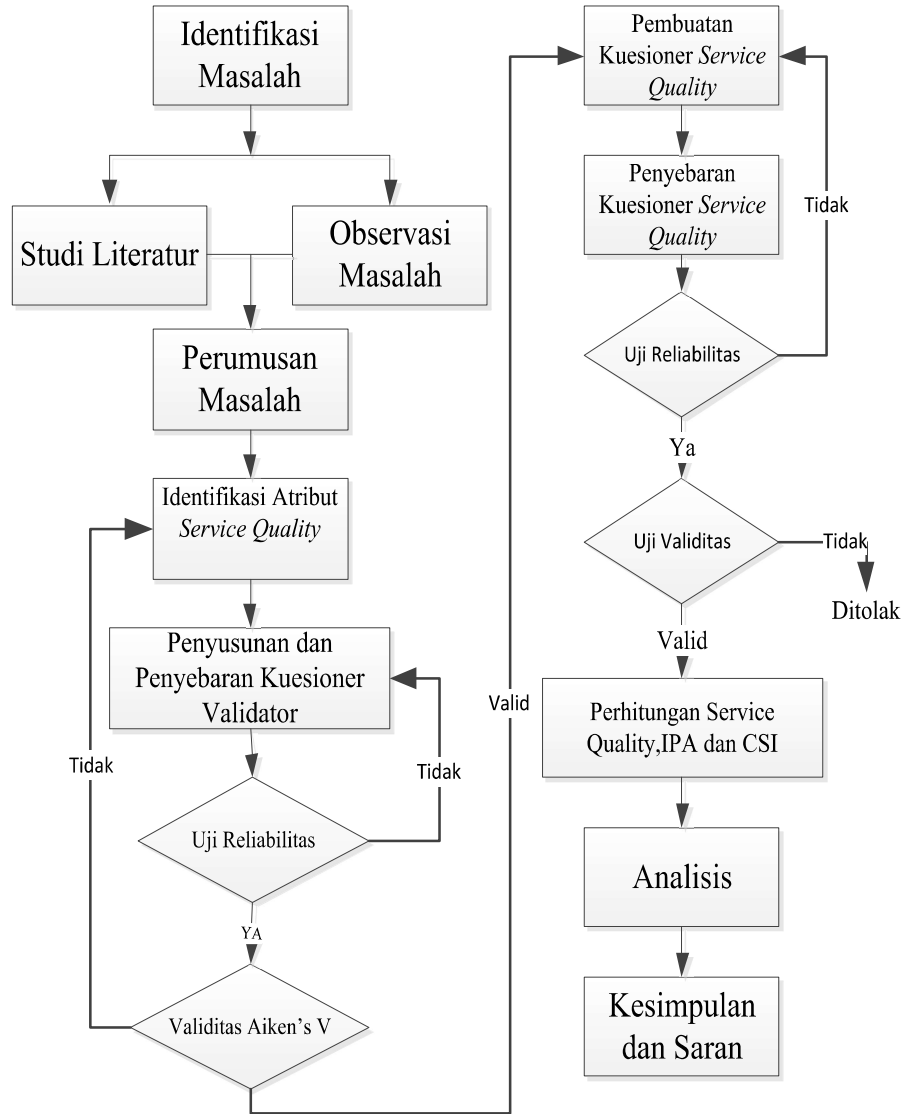 Identifikasi
Masalah
Studi Literatur
Observasi
Masalah
Perumusan
Masalah
Identifikasi Atribut
Service Quality
Penyusunan dan
Penyebaran Kuesioner
Validator
Tidak
Tidak
Uji Reliabilitas
YA
Validitas Aiken's V
Valid
Pembuatan
Kuesioner Service
Quality
Penyebaran
Kuesioner Service
Quality
Tidak
Uji Reliabilitas
Ya
Uji Validitas
Tidak
Ditolak
Valid
Perhitungan Service
Quality,IPA dan CSI
Analisis
Kesimpulan
dan Saran